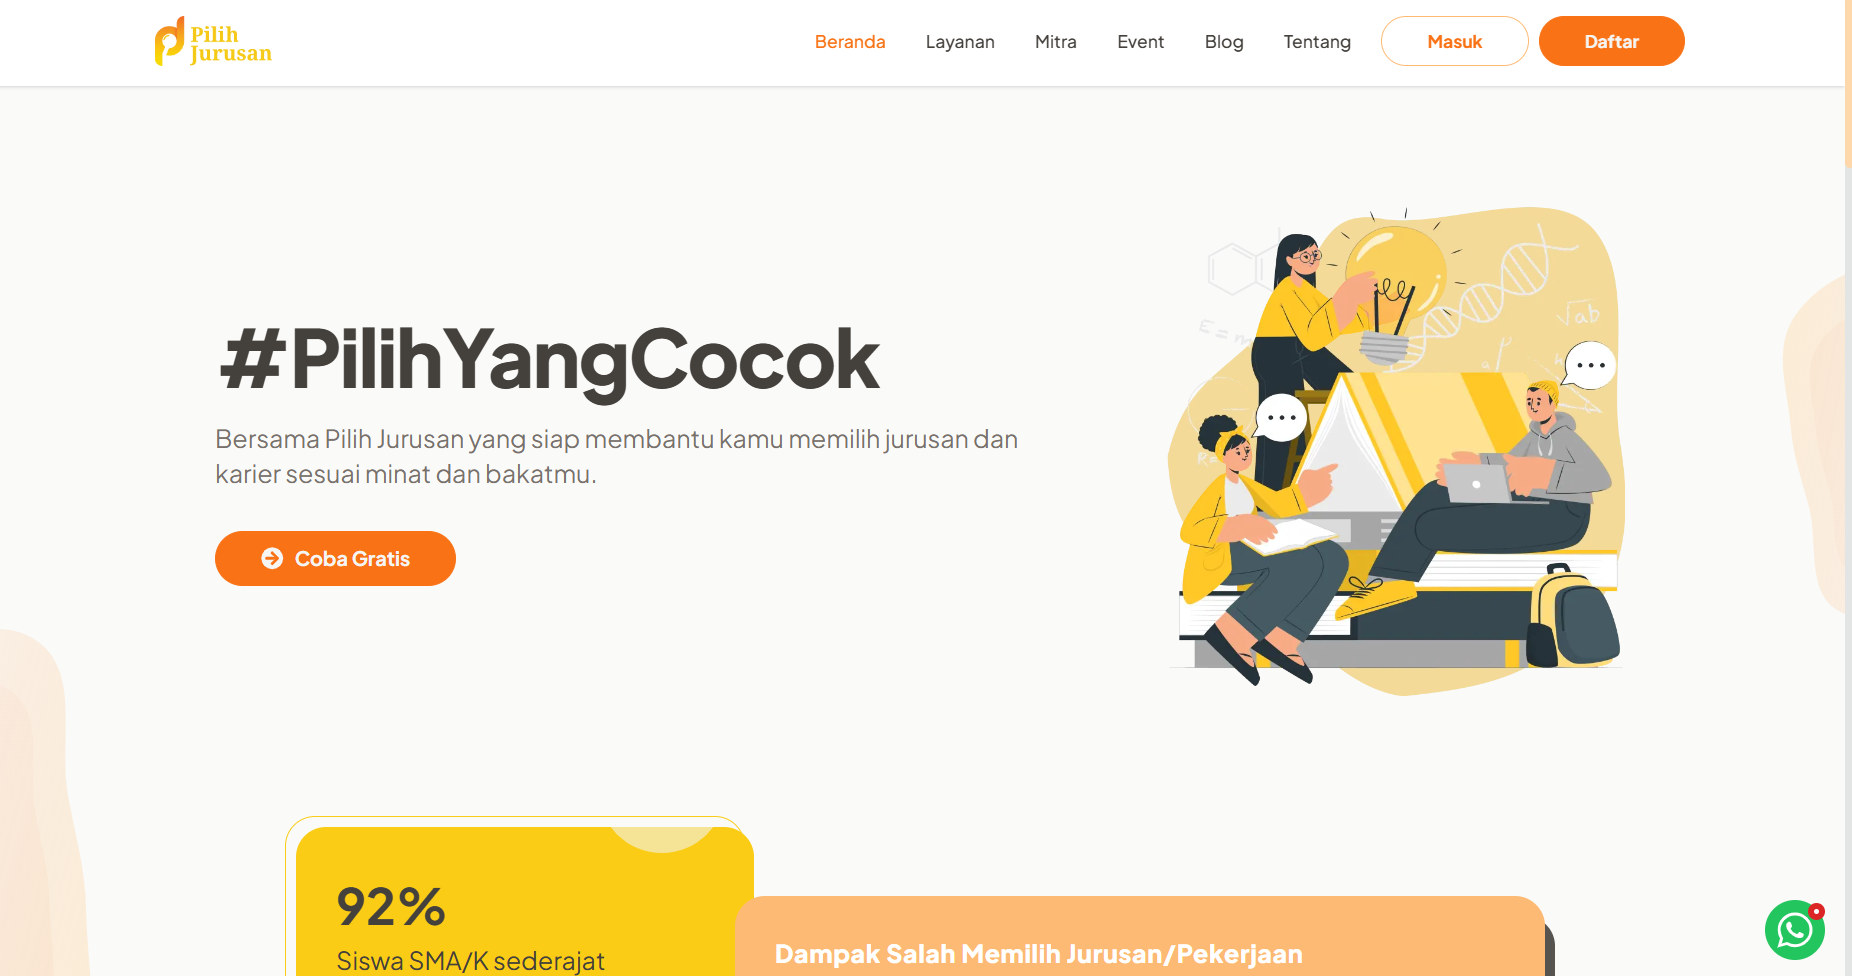 Pilih
Jurusan
Beranda
Layanan
Mitra
Event
Blog
Tentang
Masuk
Daftar
#PilihYangCocok
Bersama Pilih Jurusan yang siap membantu kamu memilih jurusan dan
karier sesuai minat dan bakatmu.
Coba Gratis
√ab
92%
Siswa SMA/K sederajat
Dampak Salah Memilih Jurusan/Pekerjaan